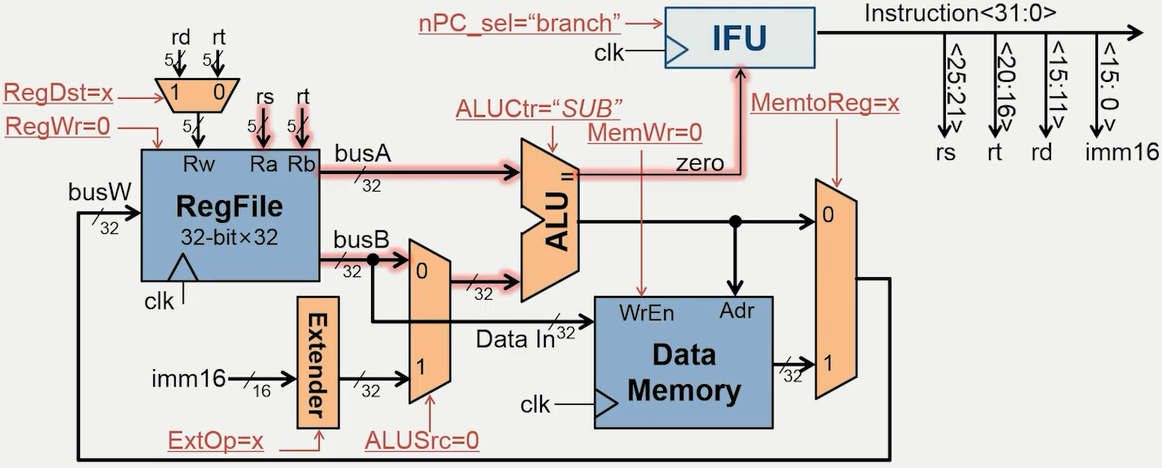 nPC_sel="branch"
clk
IFU
Instruction<31:0>
<25:21>
<20:16>
<15:11>
<15: 0 >
rs
rt
rd
imm16
rd
rt
5
5
1
0
RegDst=x
RegWr=0
5
rs
rt
5
5
Rw
Ra
Rb
RegFile
32-bit×32
clk
busW
32
busA
32
busB
32
ALUCtr="SUB"
MemWr=0
MemtoReg=x
=
zero
ALU
0
1
32
Data In
32
WrEn
Adr
Data
Memory
clk
32
0
1
imm16
16
Extender
32
ExtOp=x
ALUSrc=0